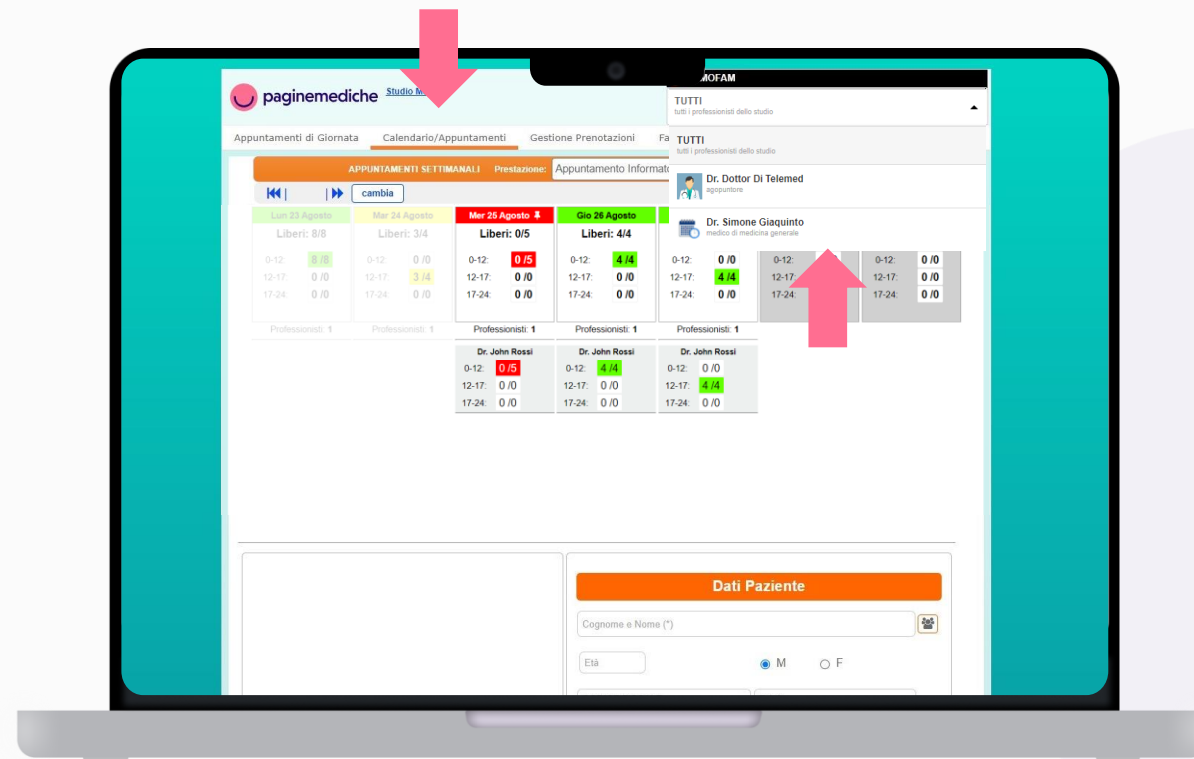 MOFAM
paginemediche
Studio M
TUTTI
tutti i professionisti dello studio
Appuntamenti di Giornata Calendario/Appuntamenti Gestione Prenotazioni Fa
TUTTI
tutti i professionisti dello studio
APPUNTAMENTI SETTIMANALI Prestazione: Appuntamento Informat
Dr. Dottor Di Telemed
agopuntore
cambia
Lun 23 Agosto Mar 24 Agosto Mer 25 Agosto Gio 26 Agosto
Dr. Simone Giaquinto
medico di medicina generale
Liberi: 8/8 Liberi: 3/4 Liberi: 0/5 Liberi: 4/4
0-12: 8 /8 0-12: 0 /0 0-12: 0 /5 0-12: 4 /4 0-12: 0 /0 0-12: 0-12: 0 /0
12-17: 0 /0 12-17: 3 /4 12-17: 0 /0 12-17: 0 /0 12-17: 4 /4 12-17: 12-17: 0 /0
17-24: 0 /0 17-24: 0 /0 17-24: 0 /0 17-24: 0 /0 17-24: 0 /0 17-24: 17-24: 0 /0
Professionisti: 1 Professionisti: 1 Professionisti: 1 Professionisti: 1 Professionisti: 1
Dr. John Rossi Dr. John Rossi Dr. John Rossi
0-12: 0 /5 0-12: 4 /4 0-12: 0 /0
12-17: 0 /0 12-17: 0 /0 12-17: 4 /4
17-24: 0 /0 17-24: 0 /0 17-24: 0 /0
Dati Paziente
Cognome e Nome (*)
Età M F